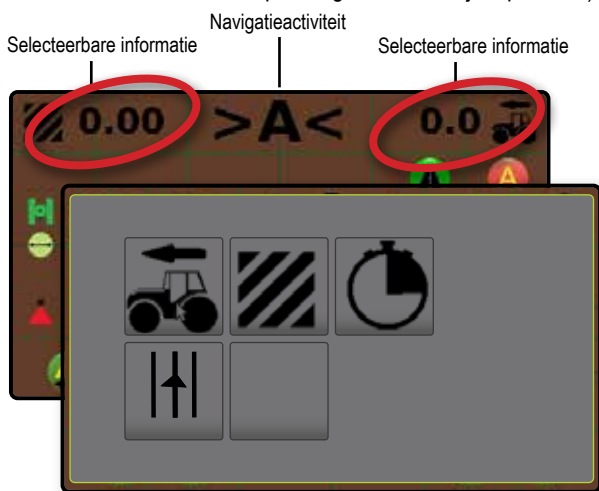 Navigatieactiviteit
Selecteerbare informatie
Selecteerbare informatie
0.00
>A<
0.0
A